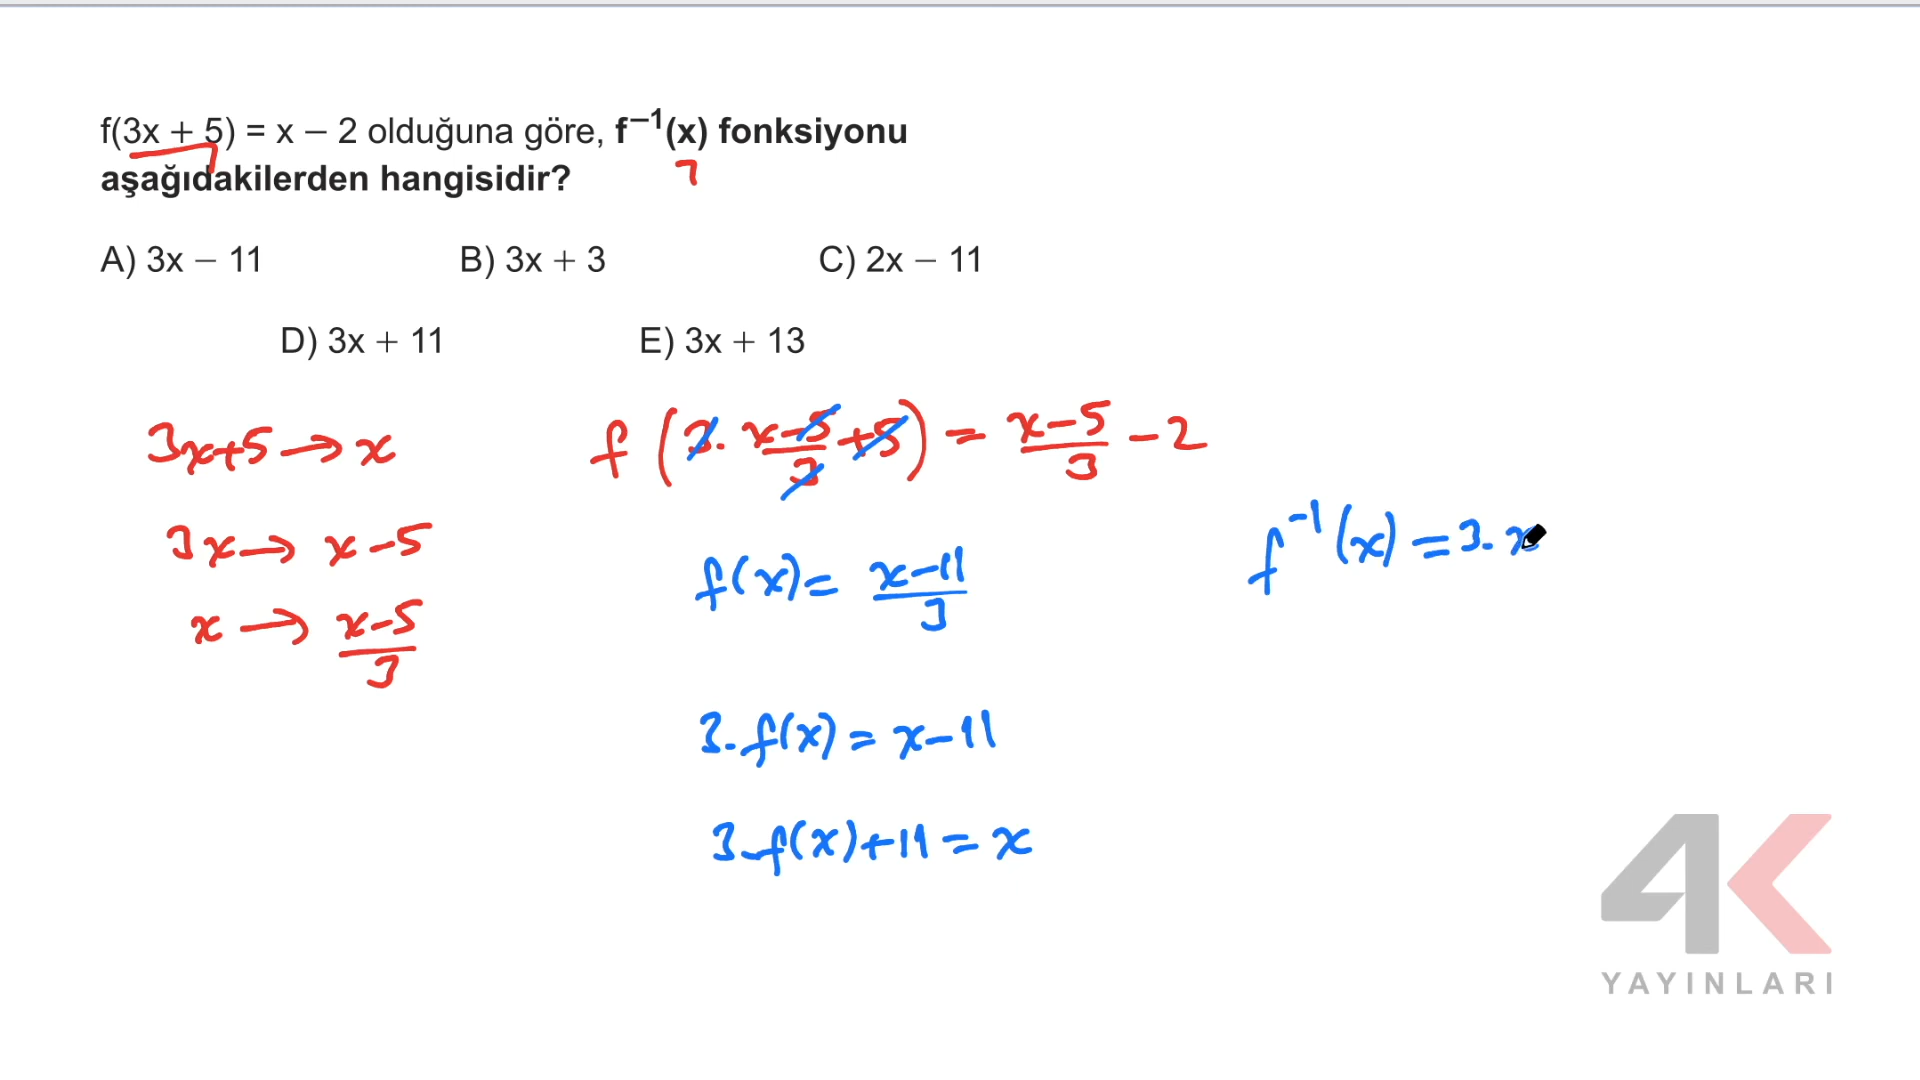 f(3x + 5) = x – 2 olduğuna göre, f⁻¹(x) fonksiyonu
aşağıdakilerden hangisidir?
A) 3x – 11 B) 3x + 3 C) 2x – 11
D) 3x + 11 E) 3x + 13
3x+5 → x
3x → x-5
x → (x-5)/3
f(3·(x-5)/3+5) = (x-5)/3 - 2
f(x) = (x-11)/3
3·f(x) = x-11
3·f(x)+11 = x
f⁻¹(x) = 3·x
4K
YAYINLARI